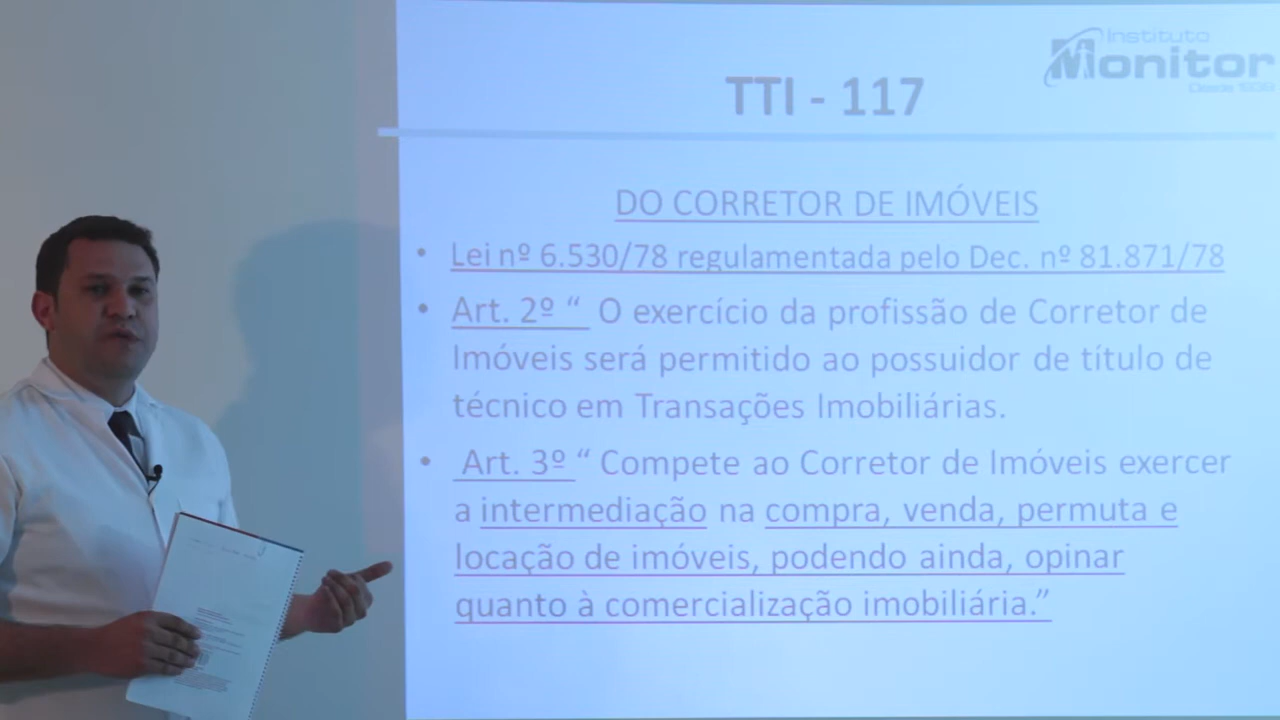 Instituto
Monitor
Desde 1939
TTI - 117
DO CORRETOR DE IMÓVEIS
• Lei nº 6.530/78 regulamentada pelo Dec. nº 81.871/78
• Art. 2º “ O exercício da profissão de Corretor de
Imóveis será permitido ao possuidor de título de
técnico em Transações Imobiliárias.
• Art. 3º “ Compete ao Corretor de Imóveis exercer
a intermediação na compra, venda, permuta e
locação de imóveis, podendo ainda, opinar
quanto à comercialização imobiliária.”